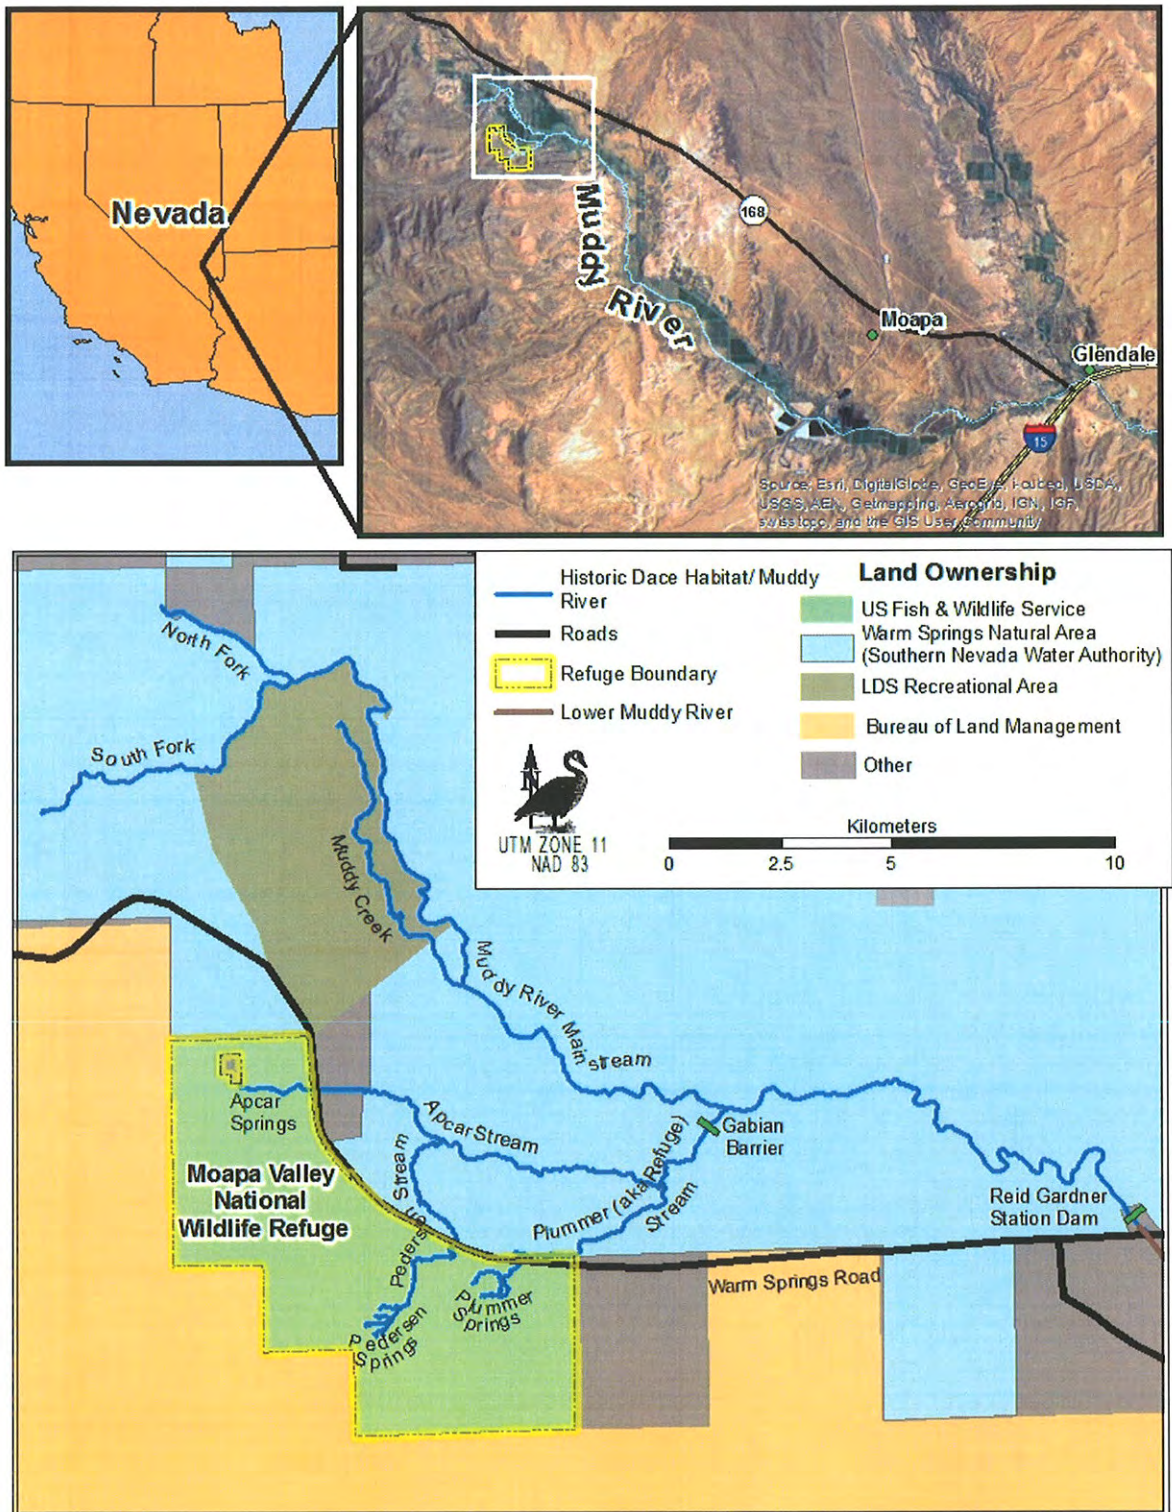 Nevada
168
Muddy
River
Moapa
Glendale
15
Source: Esri, DigitalGlobe, GeoEye, i-cubed, USDA,
USGS, AEX, Getmapping, Aerogrid, IGN, IGP,
swisstopo, and the GIS User Community
Historic Dace Habitat/ Muddy
River
Roads
Refuge Boundary
Lower Muddy River
Land Ownership
US Fish & Wildlife Service
Warm Springs Natural Area
(Southern Nevada Water Authority)
LDS Recreational Area
Bureau of Land Management
Other
N
UTM ZONE 11
NAD 83
Kilometers
0 2.5 5 10
North Fork
South Fork
Muddy Creek
Muddy River Main
stream
Apcar
Springs
Apcar Stream
Gabian
Barrier
Moapa Valley
National
Wildlife Refuge
Pedersen Stream
Plummer (aka Refuge)
Stream
Reid Gardner
Station Dam
Warm Springs Road
Plummer
Springs
Pedersen
Springs